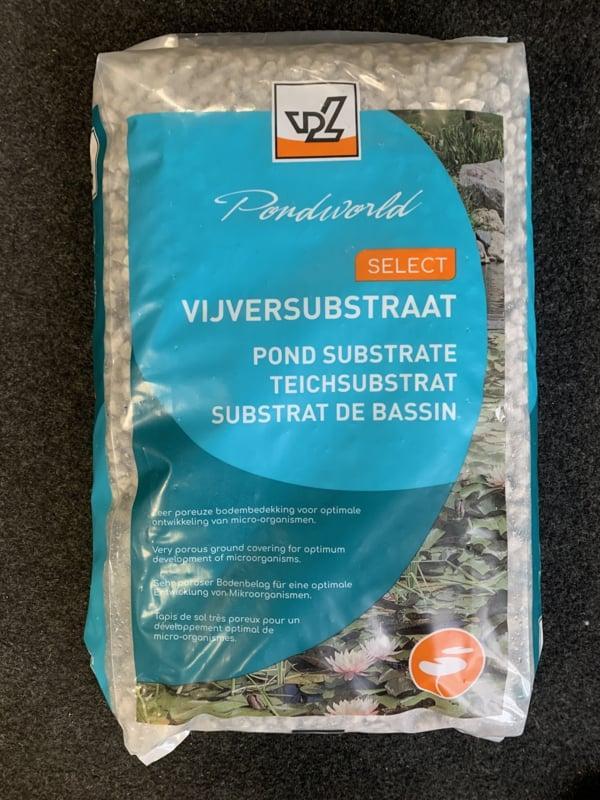 VDL
Pondworld
SELECT
VIJVERSUBSTRAAT
POND SUBSTRATE
TEICHSUBSTRAT
SUBSTRAT DE BASSIN
Zeer poreuze bodembedekking voor optimale
ontwikkeling van micro-organismen.
Very porous ground covering for optimum
development of microorganisms.
Sehr poröser Bodenbelag für eine optimale
Entwicklung von Mikroorganismen.
Tapis de sol très poreux pour un
développement optimal de
micro-organismes.